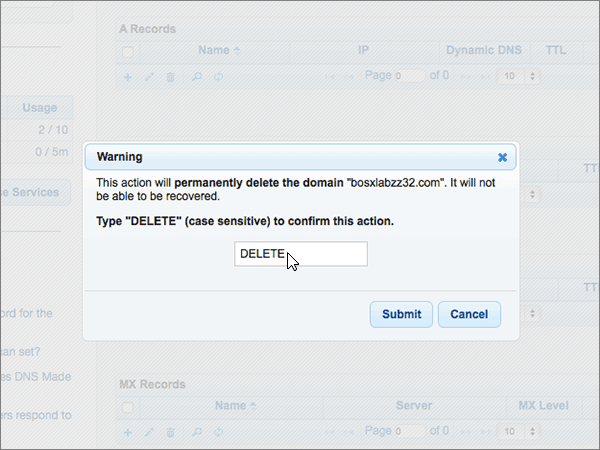 A Records
Name IP Dynamic DNS TTL
Page 0 of 0 10
Usage
2 / 10
0 / 5m
Services
Warning
This action will permanently delete the domain "bosxlabzz32.com". It will not
be able to be recovered.
Type "DELETE" (case sensitive) to confirm this action.
DELETE
Submit Cancel
ord for the
can set?
es DNS Made
ers respond to
MX Records
Name Server MX Level
Page 0 of 0 10